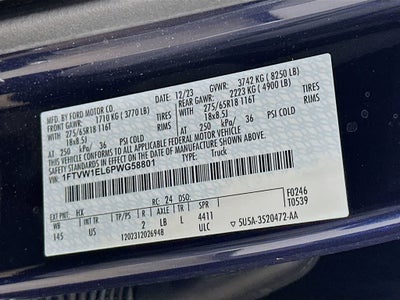 MFD. BY FORD MOTOR CO.
12/23 GVWR: 3742 KG ( 8250 LB)
FRONT GAWR: 1710 KG ( 3770 LB) REAR GAWR: 2223 KG ( 4900 LB)
275/65R18 116T TIRES 275/65R18 116T TIRES
18x8.5J RIMS 18x8.5J RIMS
AT 250 kPa/ 36 PSI COLD AT 250 kPa/ 36 PSI COLD
THIS VEHICLE CONFORMS TO ALL APPLICABLE FEDERAL MOTOR VEHICLE
SAFETY AND THEFT PREVENTION STANDARDS IN EFFECT ON THE DATE OF
MANUFACTURE SHOWN ABOVE.
VIN: 1FTVW1EL6PWG58801
TYPE: Truck
F0246
T0539
EXT PNT: HX RC: 24 DSO:
WB INT TR TP/PS R AXLE TR SPR
145 US 2 LB L 4411
1202312026948 ULC
5U5A-3520472-AA